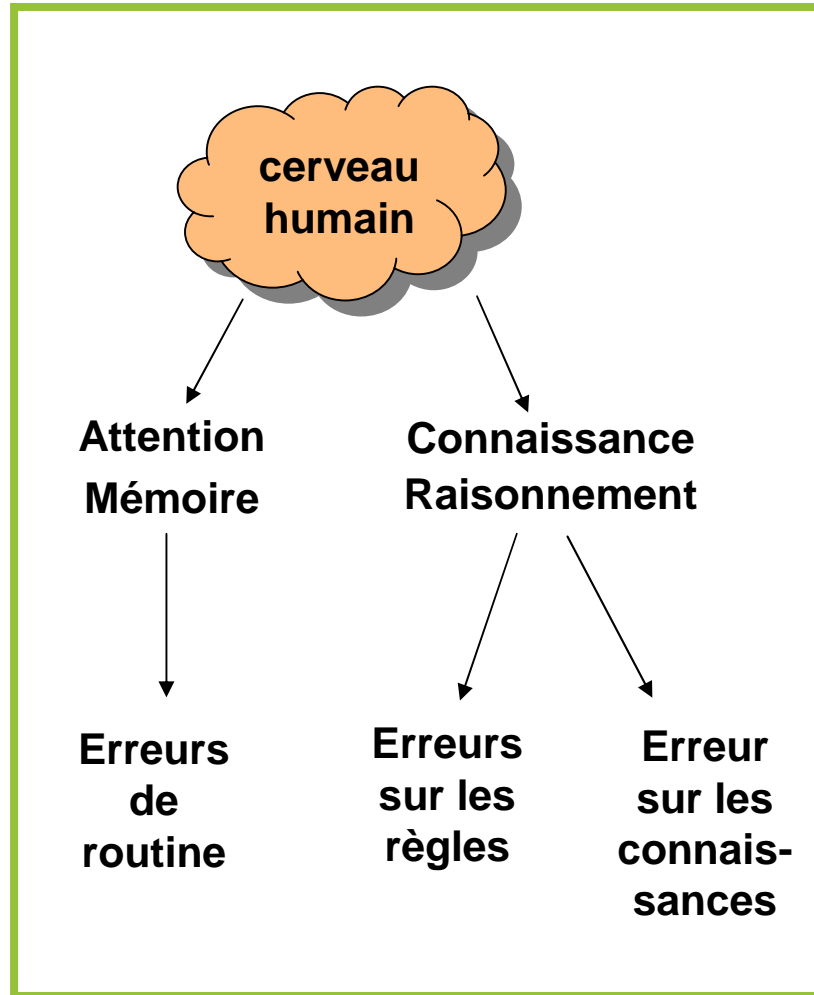 cerveau
humain
Attention
Mémoire
Connaissance
Raisonnement
Erreurs
de
routine
Erreurs
sur les
règles
Erreur
sur les
connais-
sances